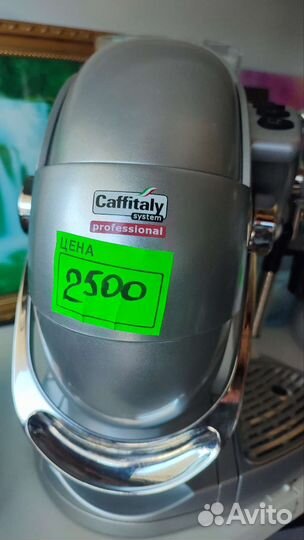 Caffitaly
system
professional
ЦЕНА
2500
Avito